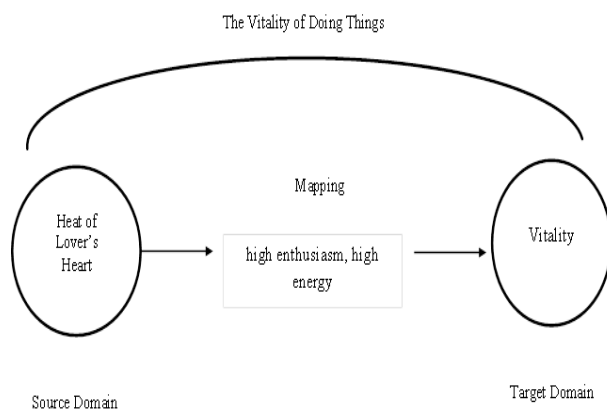 The Vitality of Doing Things
Mapping
Heat of
Lover's
Heart
high enthusiasm, high
energy
Vitality
Source Domain
Target Domain